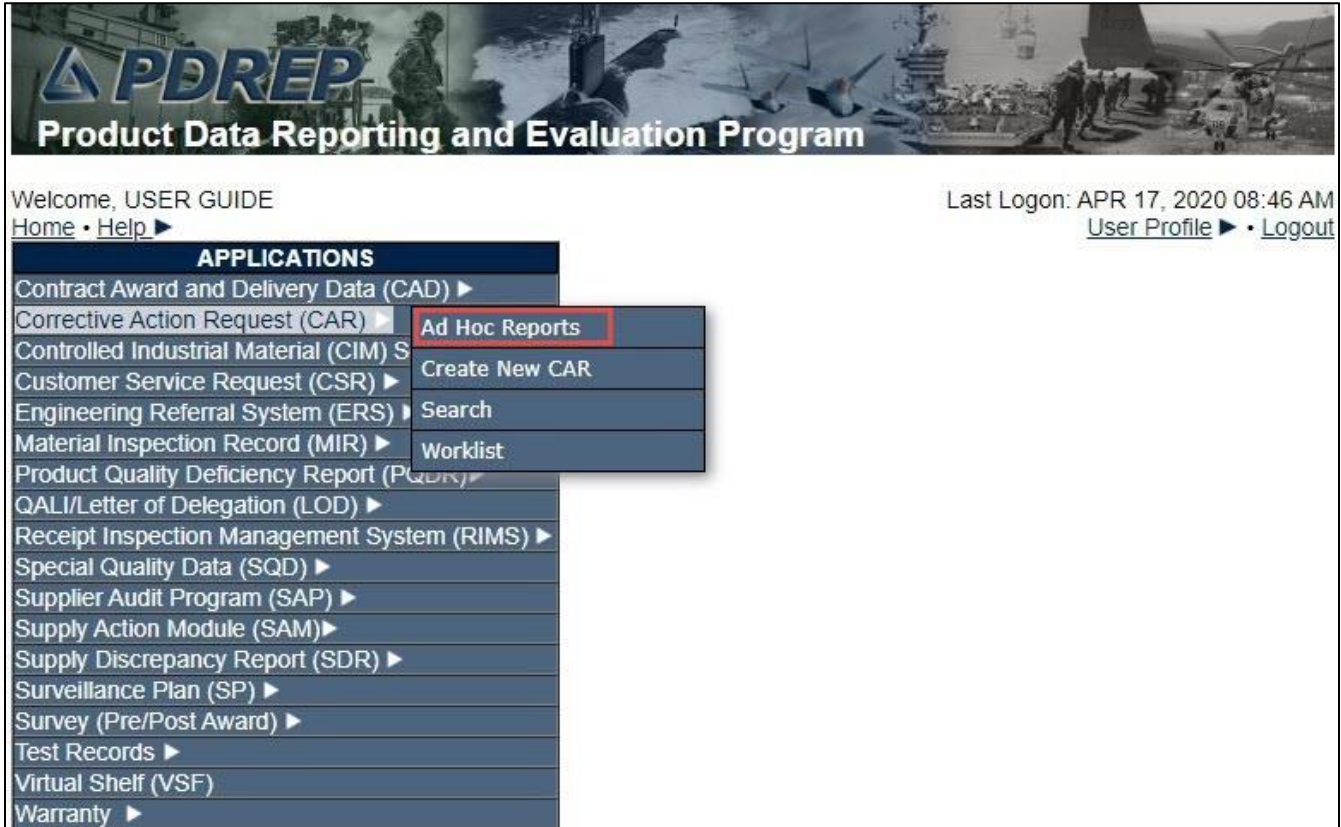 PDREP
Product Data Reporting and Evaluation Program
Welcome, USER GUIDE
Last Logon: APR 17, 2020 08:46 AM
Home • Help ▶
User Profile ▶ • Logout
APPLICATIONS
Contract Award and Delivery Data (CAD) ▶
Corrective Action Request (CAR) ▶
Ad Hoc Reports
Create New CAR
Search
Worklist
Controlled Industrial Material (CIM) S
Customer Service Request (CSR) ▶
Engineering Referral System (ERS) ▶
Material Inspection Record (MIR) ▶
Product Quality Deficiency Report (PQDR)▶
QALI/Letter of Delegation (LOD) ▶
Receipt Inspection Management System (RIMS) ▶
Special Quality Data (SQD) ▶
Supplier Audit Program (SAP) ▶
Supply Action Module (SAM)▶
Supply Discrepancy Report (SDR) ▶
Surveillance Plan (SP) ▶
Survey (Pre/Post Award) ▶
Test Records ▶
Virtual Shelf (VSF)
Warranty ▶